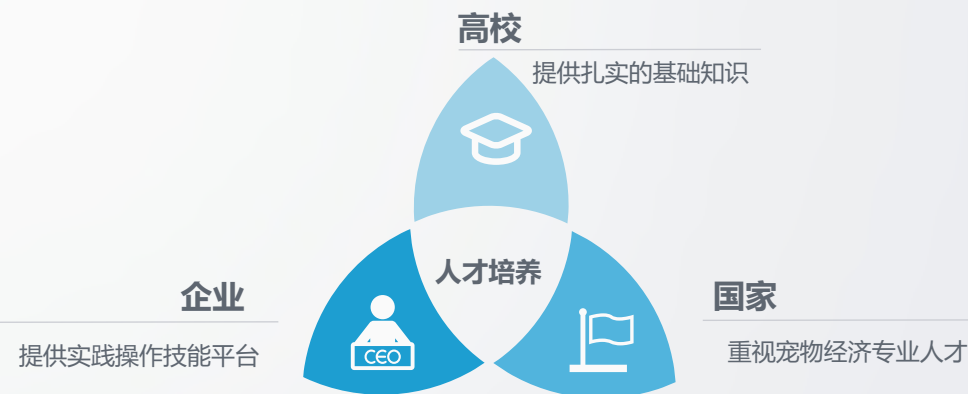 高校
提供扎实的基础知识
人才培养
企业
提供实践操作技能平台
CEO
国家
重视宠物经济专业人才